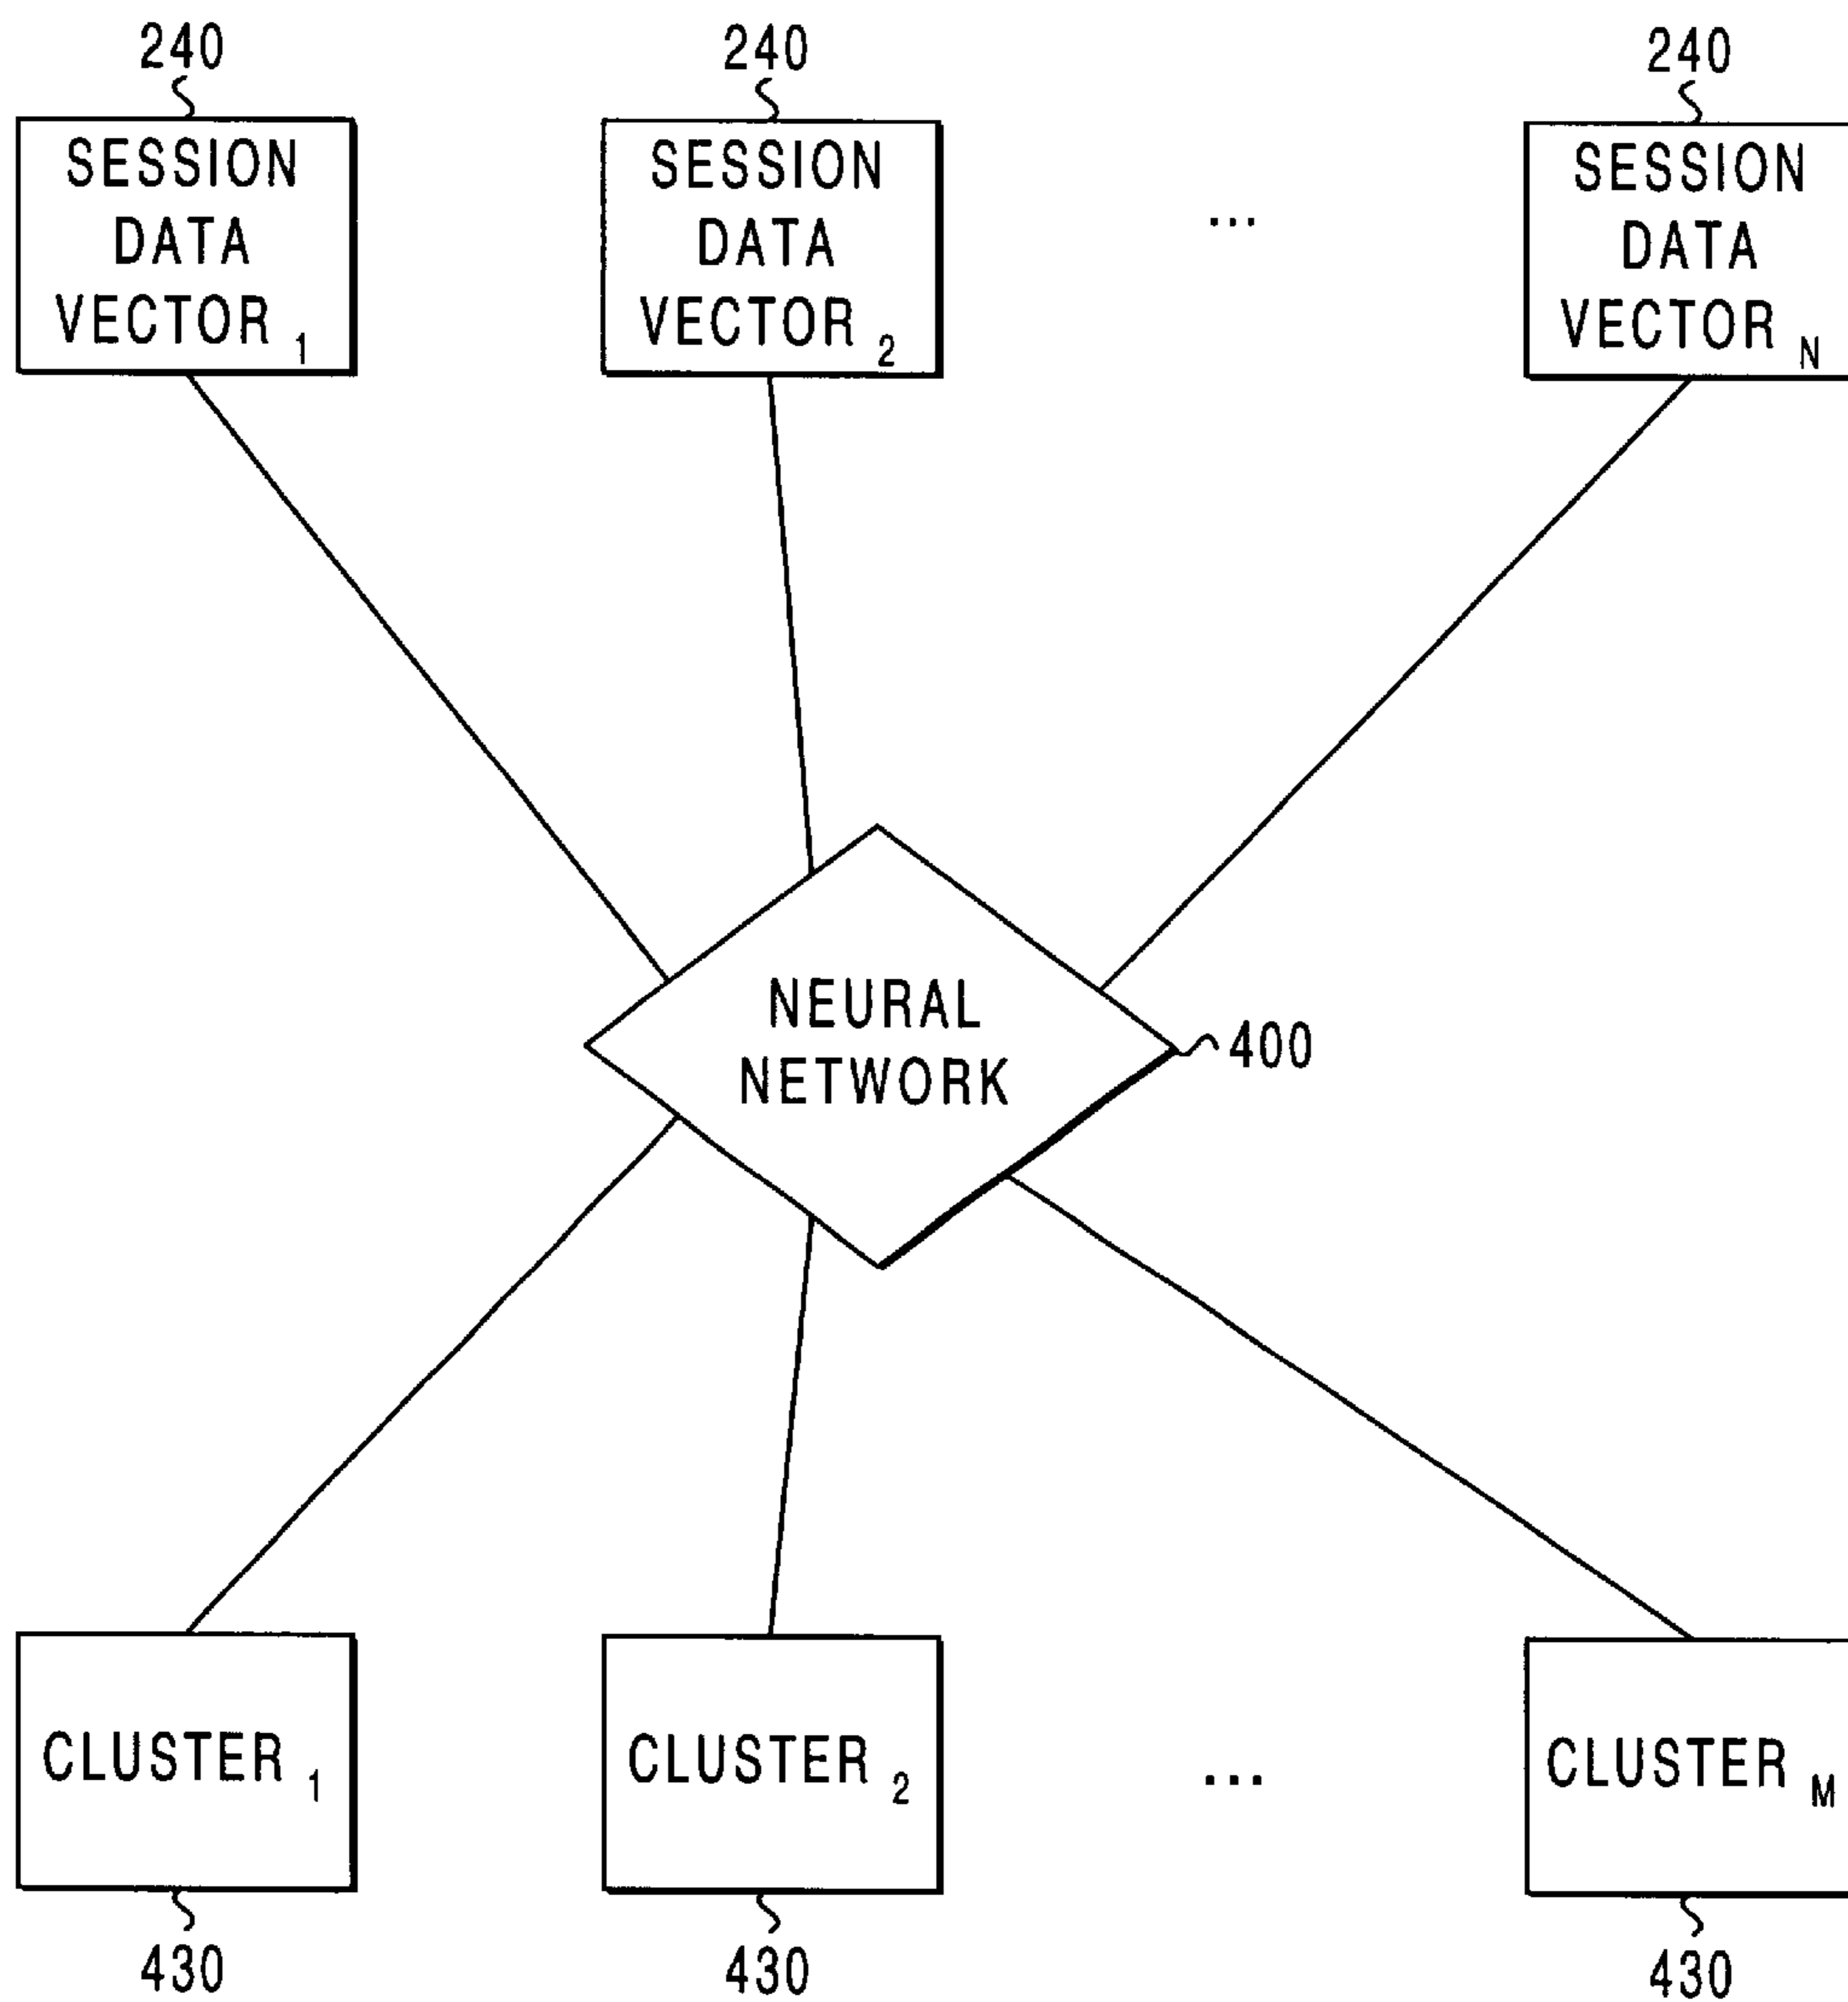 240 240 240
SESSION DATA VECTOR 1
SESSION DATA VECTOR 2
...
SESSION DATA VECTOR N
NEURAL
NETWORK
400
CLUSTER 1
CLUSTER 2
...
CLUSTER M
430 430 430